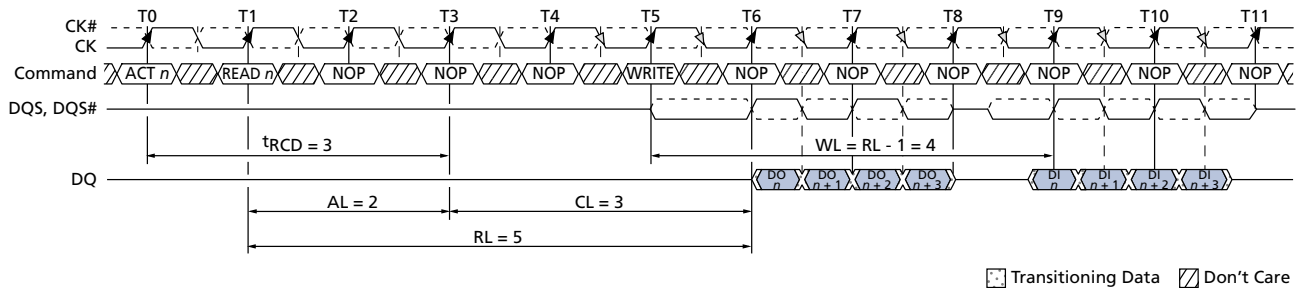 T0 T1 T2 T3 T4 T5 T6 T7 T8 T9 T10 T11
CK#
CK
Command ACT n READ n NOP NOP NOP WRITE NOP NOP NOP NOP NOP NOP
DQS, DQS#
tRCD = 3 WL = RL - 1 = 4
DQ DO n DO n + 1 DO n + 2 DO n + 3 DI n DI n + 1 DI n + 2 DI n + 3
AL = 2 CL = 3
RL = 5
Transitioning Data Don't Care